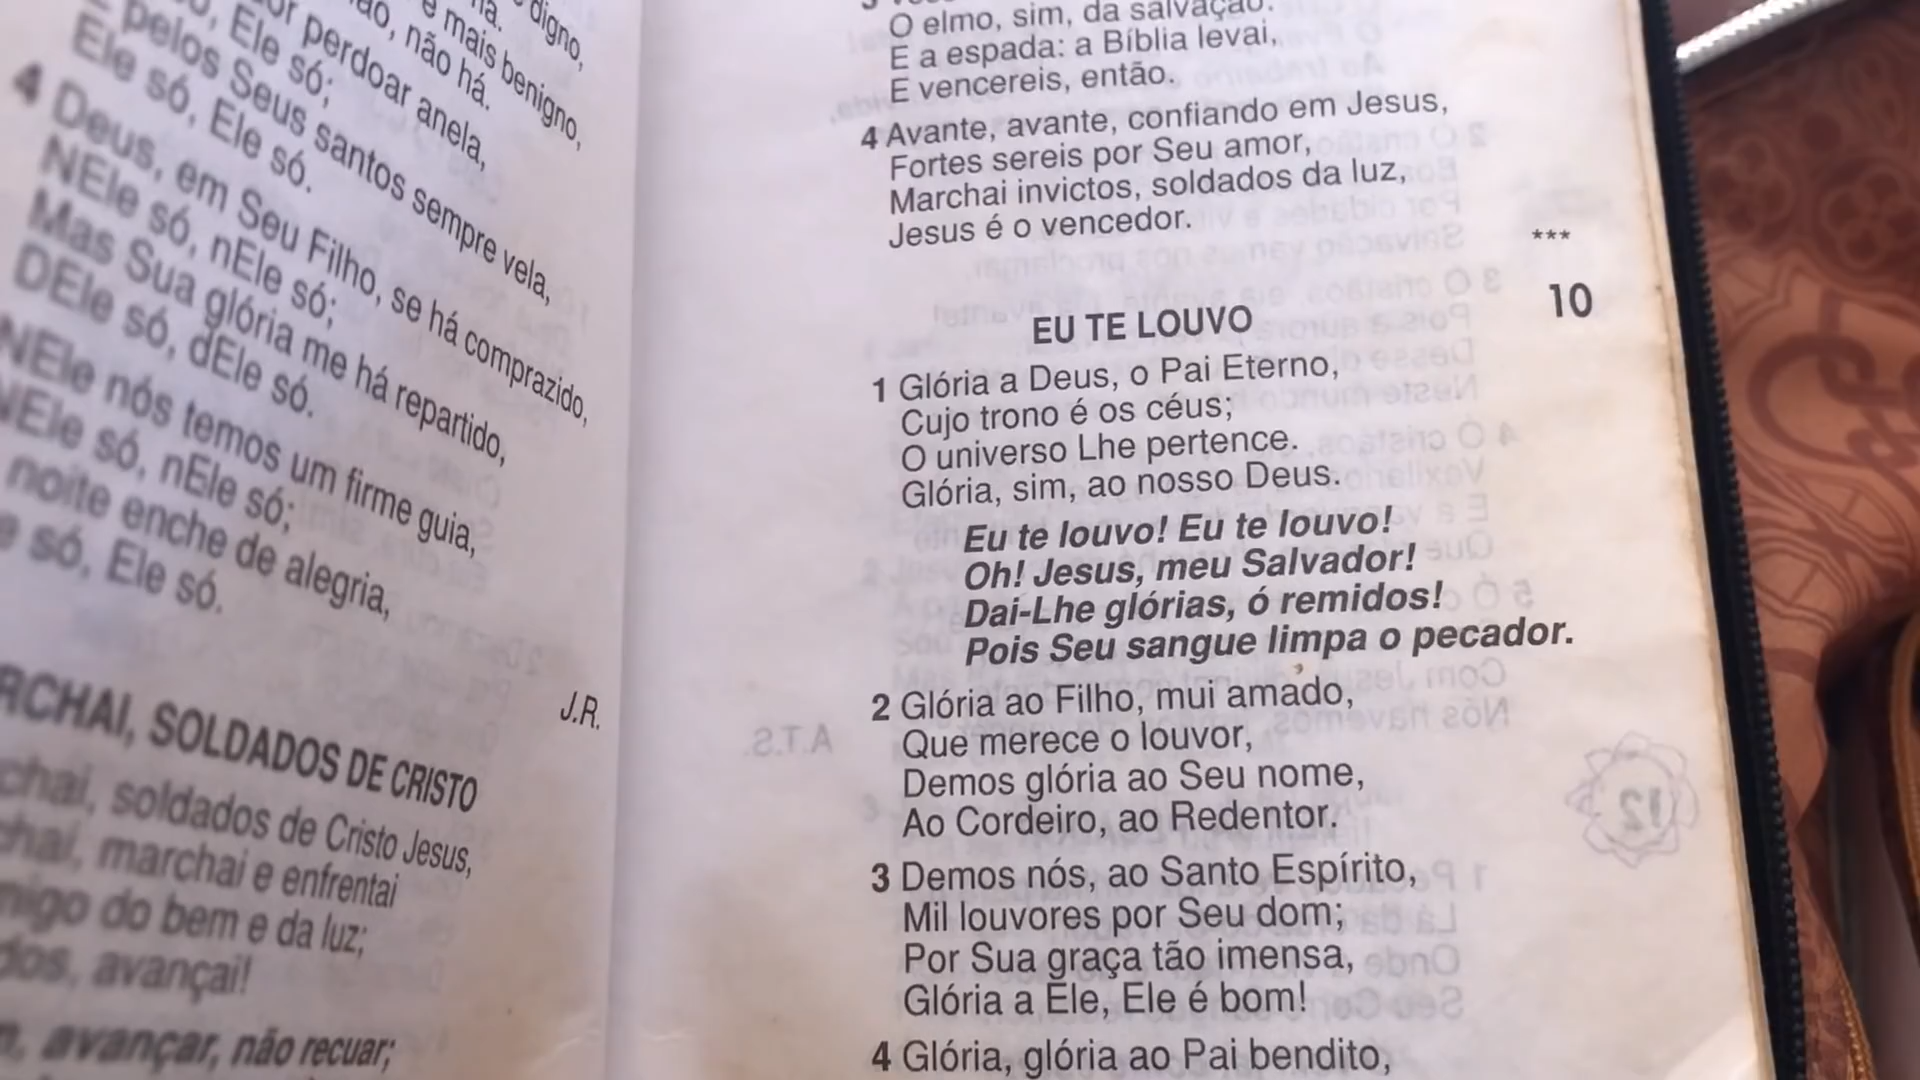 digno,
e mais benigno,
não há.
perdoar anela,
Ele só;
pelos Seus santos sempre vela,
Ele só, Ele só.
4 Deus, em Seu Filho, se há comprazido,
NEle só, nEle só;
Mas Sua glória me há repartido,
DEle só, dEle só.
NEle nós temos um firme guia,
NEle só, nEle só;
noite enche de alegria,
só, Ele só.
J.R.
SOLDADOS DE CRISTO
soldados de Cristo Jesus,
marchai e enfrentai
do bem e da luz;
avançai!
avançar, não recuar;
O elmo, sim, da salvação.
E a espada: a Bíblia levai,
E vencereis, então.
4 Avante, avante, confiando em Jesus,
Fortes sereis por Seu amor,
Marchai invictos, soldados da luz,
Jesus é o vencedor.
***
10
EU TE LOUVO
1 Glória a Deus, o Pai Eterno,
Cujo trono é os céus;
O universo Lhe pertence.
Glória, sim, ao nosso Deus.
Eu te louvo! Eu te louvo!
Oh! Jesus, meu Salvador!
Dai-Lhe glórias, ó remidos!
Pois Seu sangue limpa o pecador.
2 Glória ao Filho, mui amado,
Que merece o louvor,
Demos glória ao Seu nome,
Ao Cordeiro, ao Redentor.
3 Demos nós, ao Santo Espírito,
Mil louvores por Seu dom;
Por Sua graça tão imensa,
Glória a Ele, Ele é bom!
4 Glória, glória ao Pai bendito,